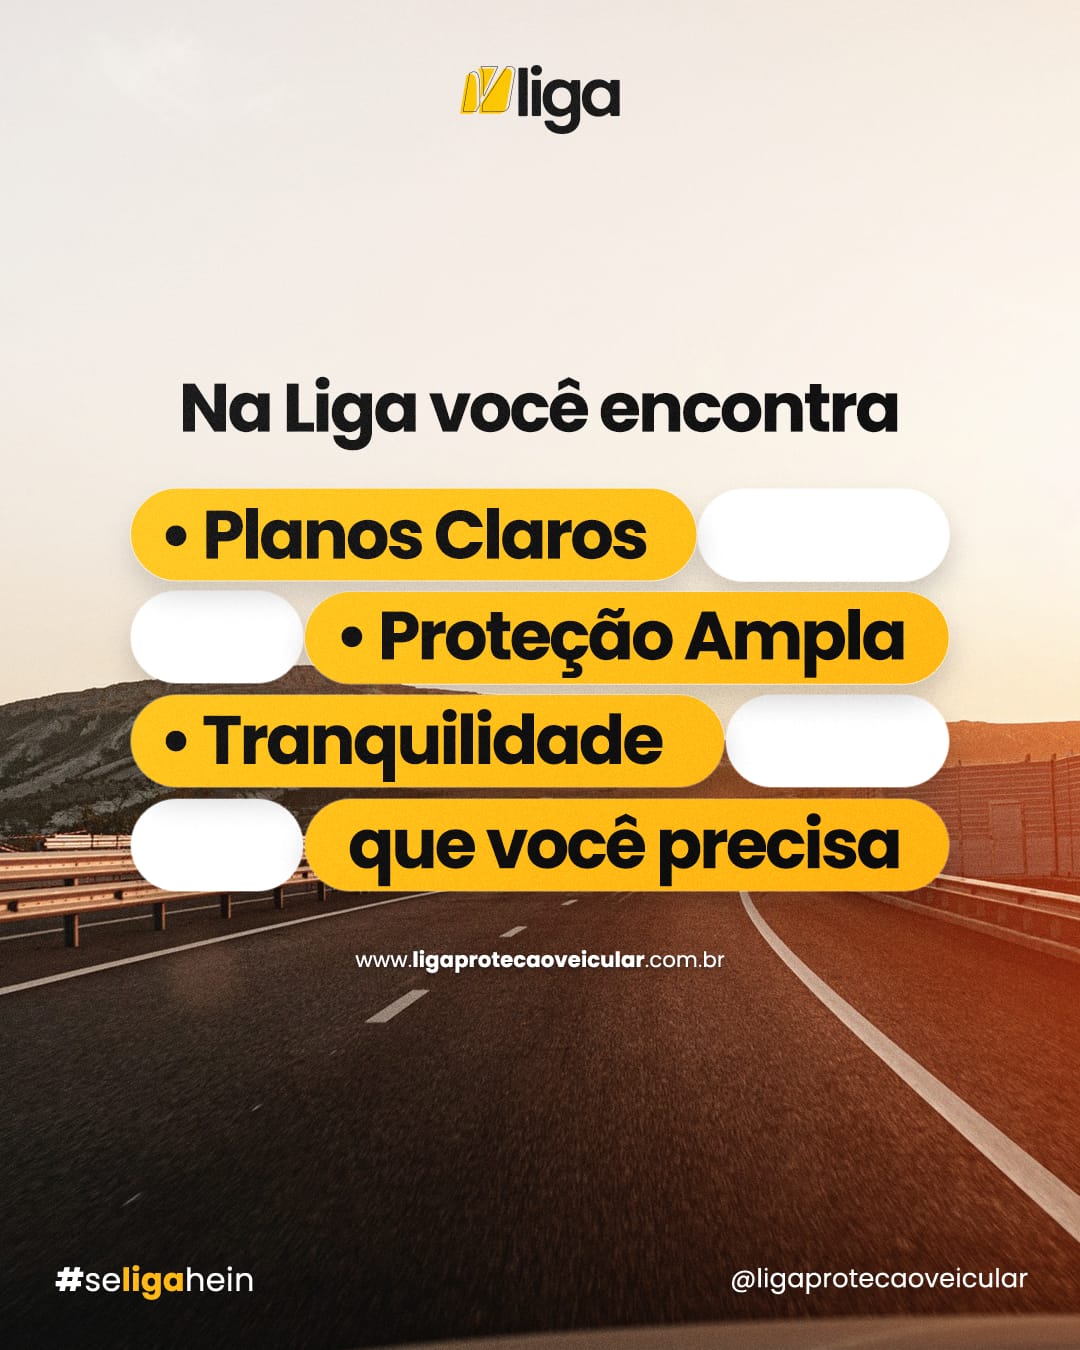 liga
Na Liga você encontra
• Planos Claros
• Proteção Ampla
• Tranquilidade
que você precisa
www.ligaprotecaoveicular.com.br
#seligahein
@ligaprotecaoveicular